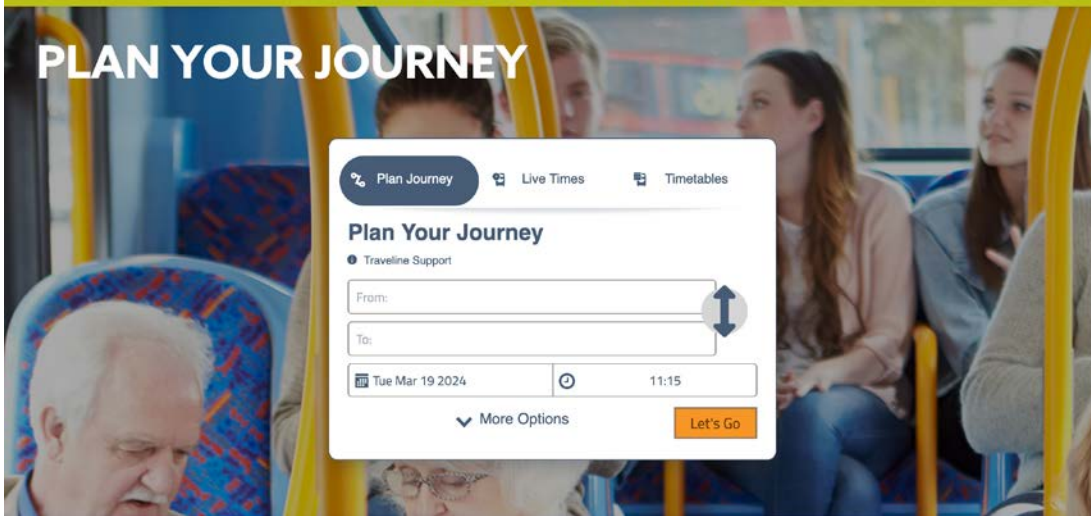 PLAN YOUR JOURNEY
Plan Journey Live Times Timetables
Plan Your Journey
Traveline Support
From:
To:
Tue Mar 19 2024 11:15
More Options Let's Go